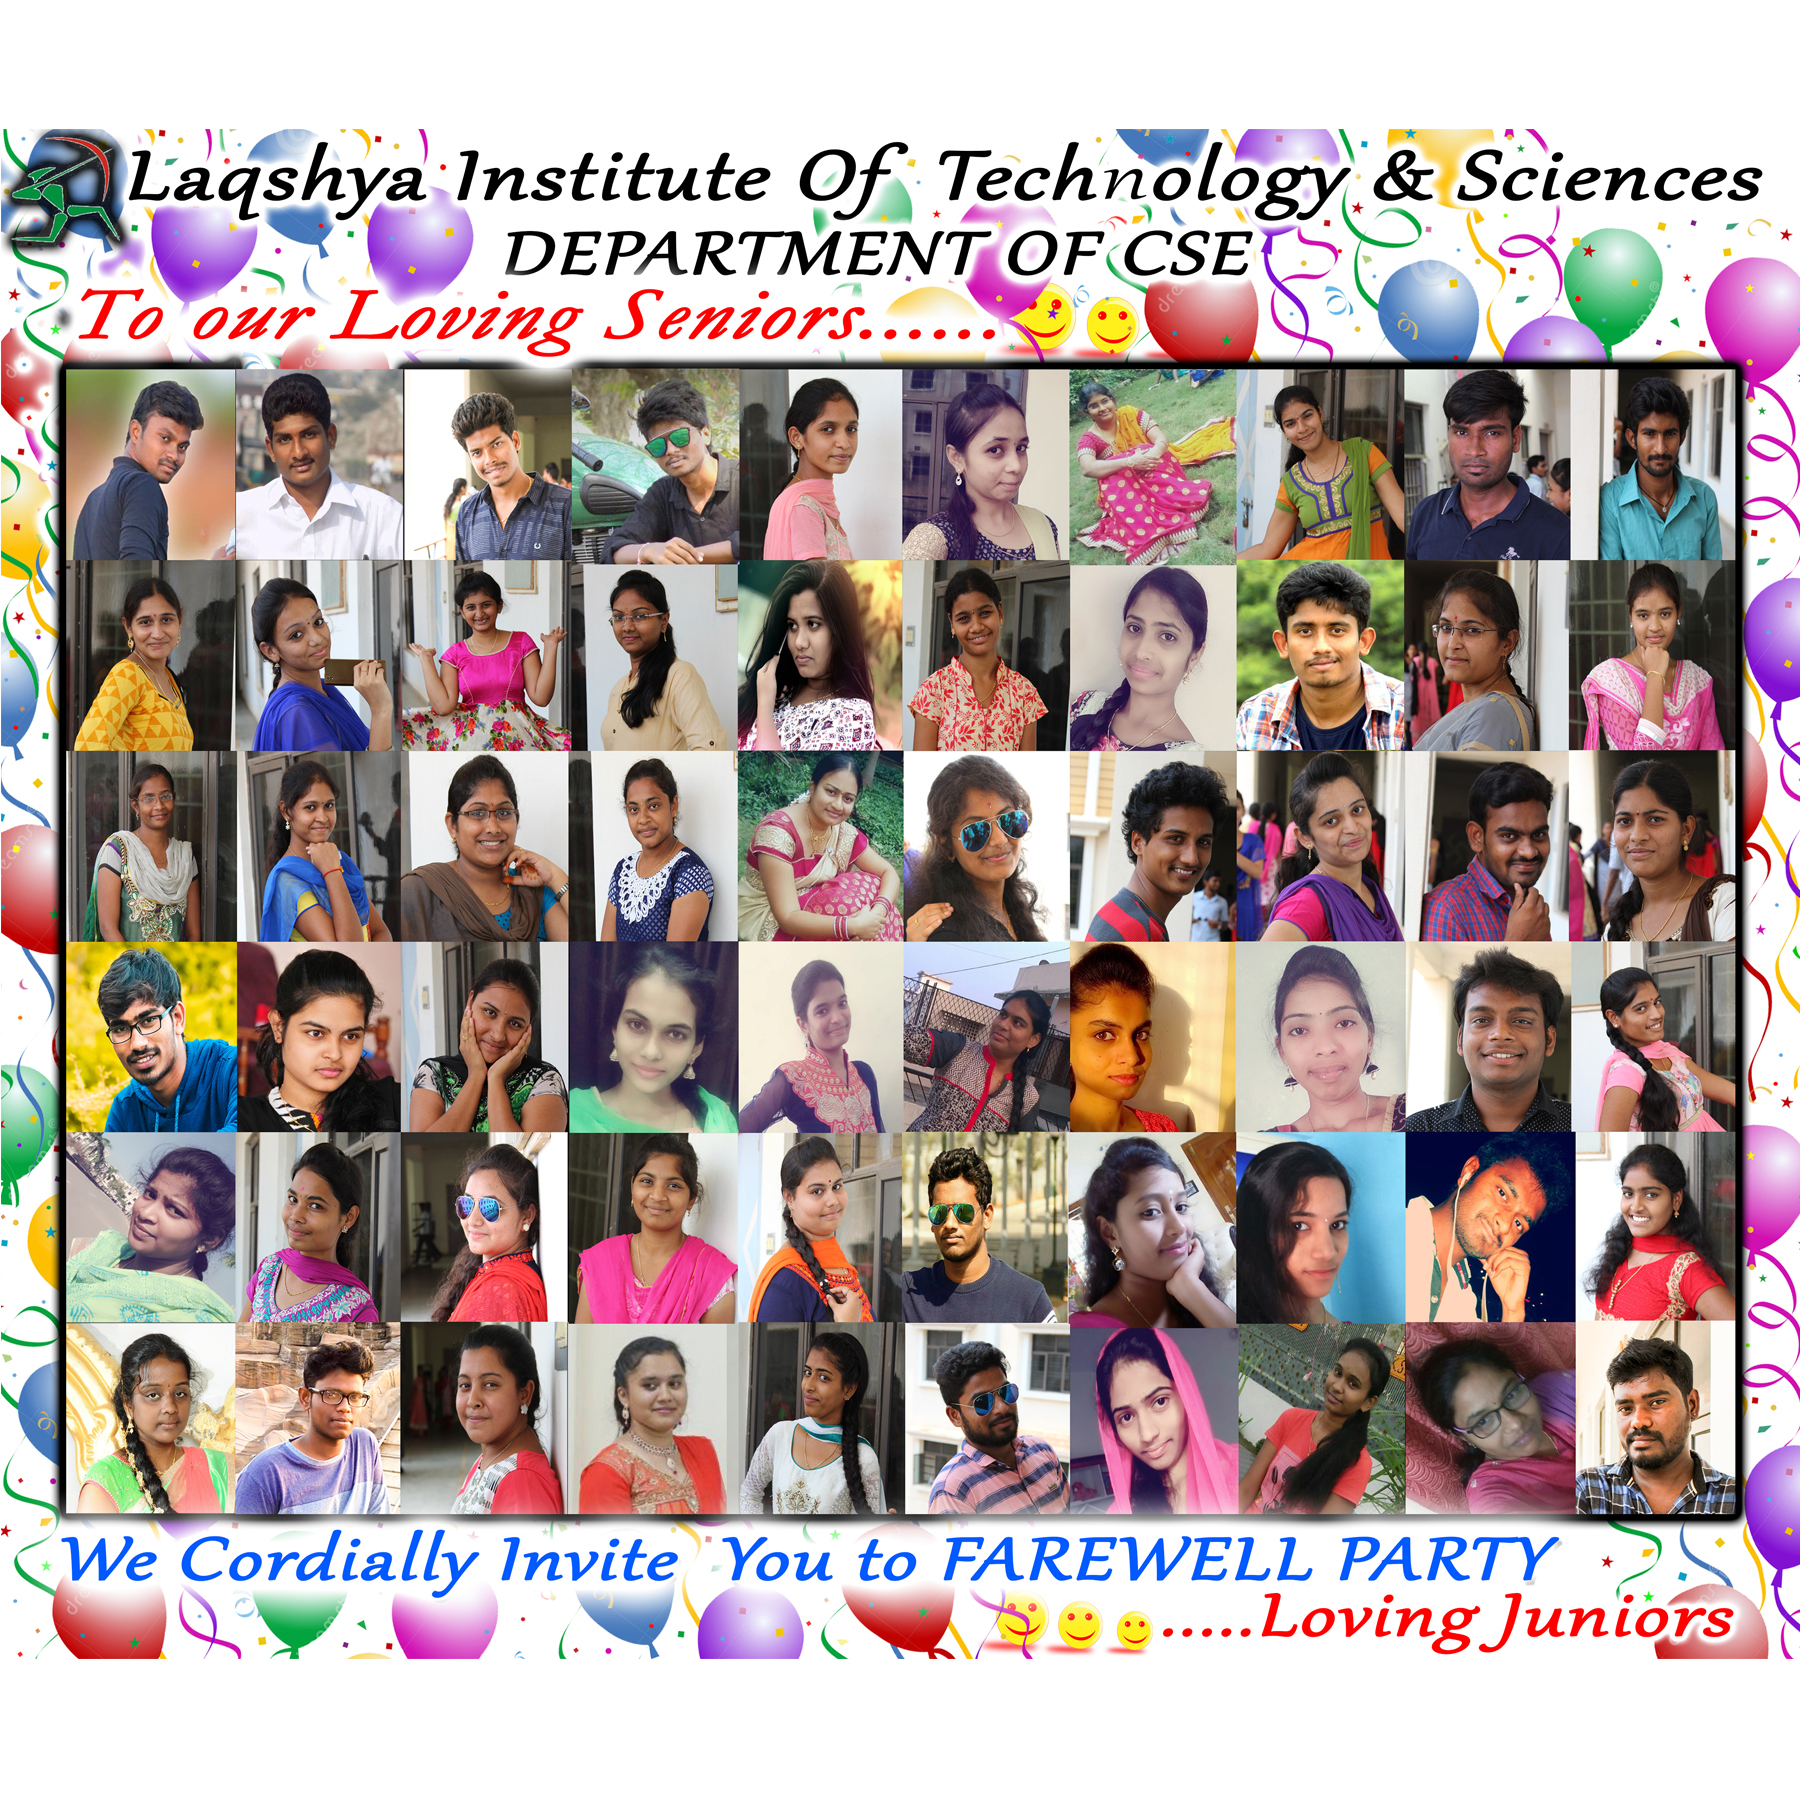 Laqshya Institute Of Technology & Sciences
DEPARTMENT OF CSE
To our Loving Seniors......
We Cordially Invite You to FAREWELL PARTY
.....Loving Juniors